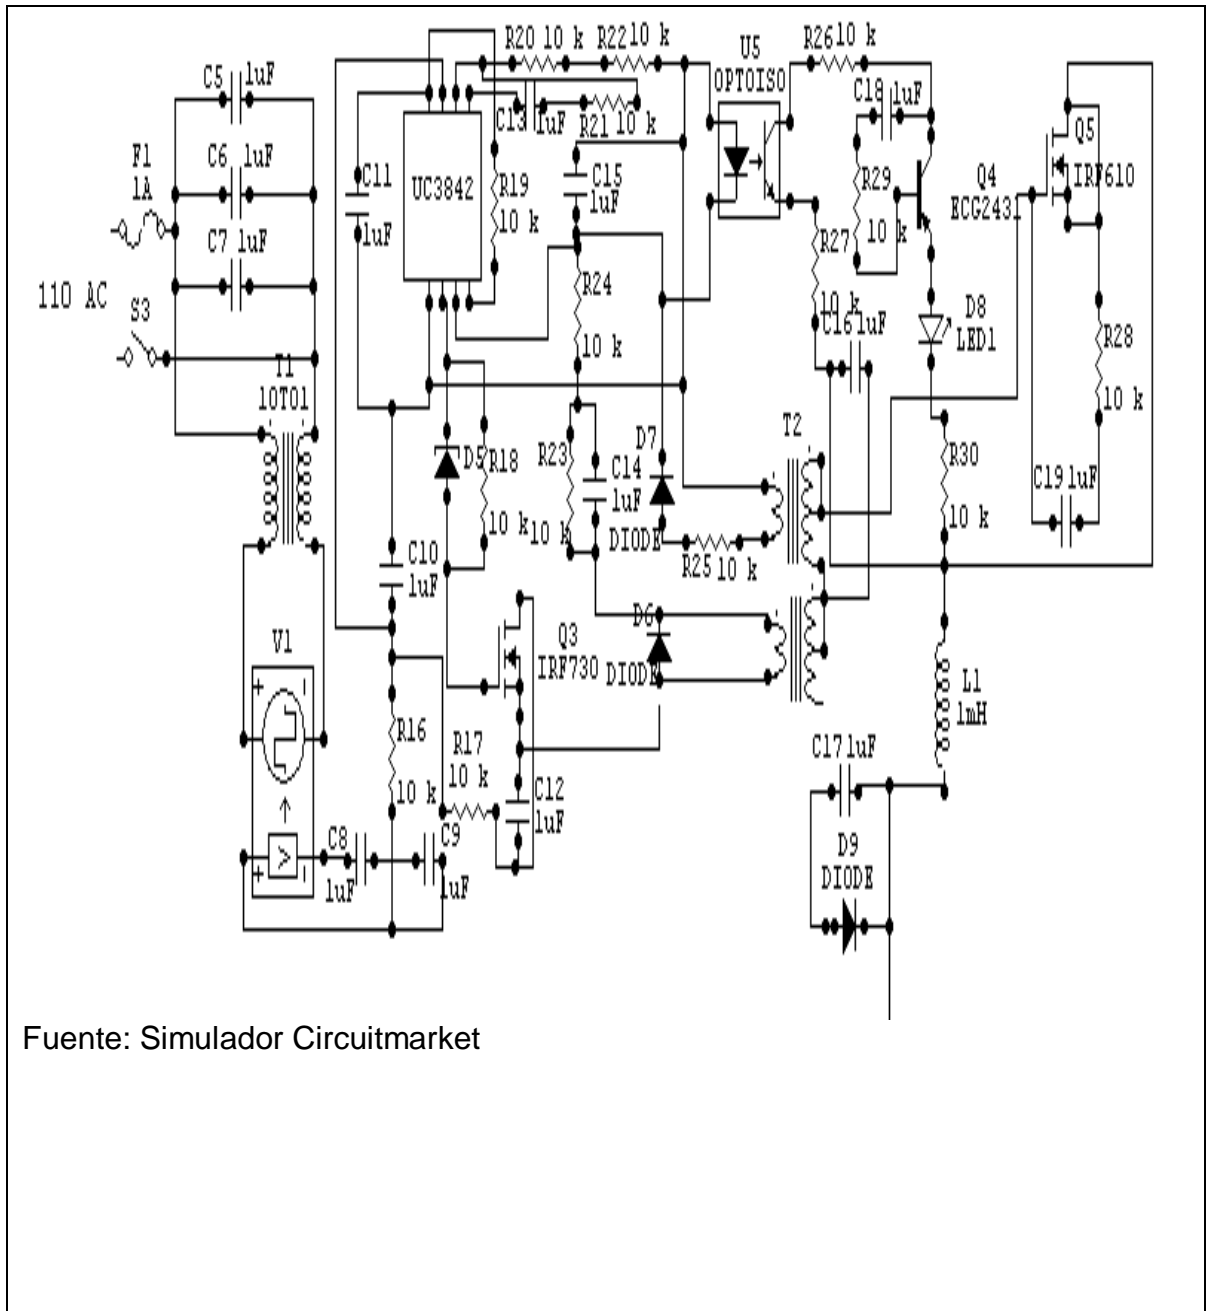 C5 1uF
C6 1uF
C7 1uF
F1
1A
110 AC
S3
T1
10TO1
V1
C8
1uF
C9
1uF
C11
1uF
UC3842
R19
10 k
R20 10 k
R22 10 k
C13 1uF
R21 10 k
C15
1uF
R24
10 k
D5
R18
10 k
R23
10 k
C14
1uF
C10
1uF
R16
10 k
R17
10 k
Q3
IRF730
C12
1uF
U5
OPTOISO
R26 10 k
C18 1uF
R29
10 k
Q4
Q5
IRF610
R27
10 k
C16 1uF
D8
LED1
R28
10 k
T2
D7
DIODE
R25 10 k
D6
DIODE
R30
10 k
C19 1uF
L1
1mH
C17 1uF
D9
DIODE
Fuente: Simulador Circuitmarket